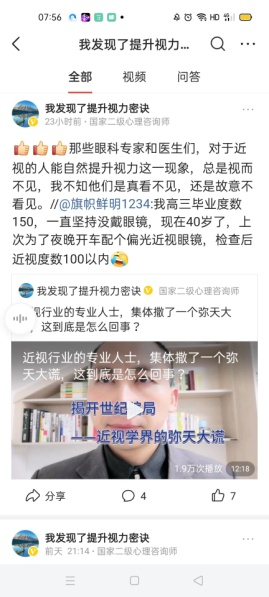 07:56
HD 5G
我发现了提升视力…
全部 视频 问答
我发现了提升视力密诀
23小时前·国家二级心理咨询师
👍👍👍那些眼科专家和医生们，对于近
视的人能自然提升视力这一现象，总是视而
不见，我不知他们是真看不见，还是故意不
看见。//@旗帜鲜明1234:我高三毕业度数
150，一直坚持没戴眼镜，现在40岁了，上
次为了夜晚开车配个偏光近视眼镜，检查后
近视度数100以内🤣
我发现了提升视力密诀 国家二级心理咨询师
视行业的专业人士，集体撒了一个弥天大
，这到底是怎么回事？
近视行业的专业人士，集体撒了一个弥
天大谎，这到底是怎么回事？
揭开世纪骗局
——近视学界的弥天大谎
1.9万次播放 12:18
分享 4 7
我发现了提升视力密诀
前天 21:14·国家二级心理咨询师